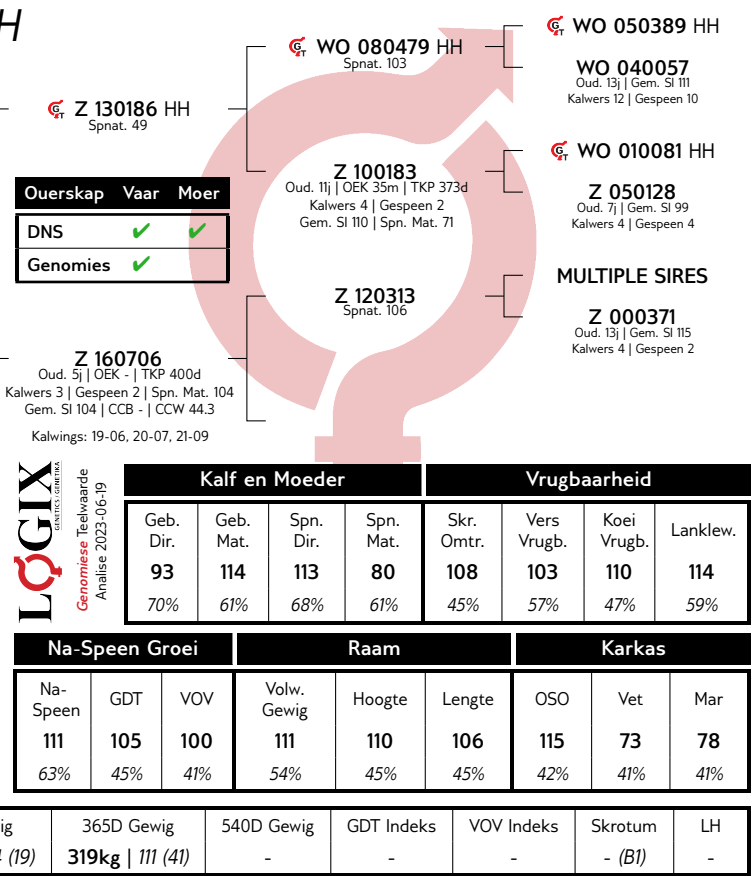 H
GT WO 050389 HH
GT WO 080479 HH
Spnat. 103
WO 040057
Oud. 13j | Gem. SI 111
Kalwers 12 | Gespeen 10
GT Z 130186 HH
Spnat. 49
GT WO 010081 HH
Z 100183
Oud. 11j | OEK 35m | TKP 373d
Kalwers 4 | Gespeen 2
Gem. SI 110 | Spn. Mat. 71
Z 050128
Oud. 7j | Gem. SI 99
Kalwers 4 | Gespeen 4
Ouerskap Vaar Moer
DNS ✔ ✔
Genomies ✔
MULTIPLE SIRES
Z 120313
Spnat. 106
Z 000371
Oud. 13j | Gem. SI 115
Kalwers 4 | Gespeen 2
Z 160706
Oud. 5j | OEK - | TKP 400d
Kalwers 3 | Gespeen 2 | Spn. Mat. 104
Gem. SI 104 | CCB - | CCW 44.3
Kalwings: 19-06, 20-07, 21-09
LOGIX
GENETICS | GENETIKA
Genomiese Teelwaarde
Analise 2023-06-19
Kalf en Moeder Vrugbaarheid
Geb. Dir. Geb. Mat. Spn. Dir. Spn. Mat. Skr. Omtr. Vers Vrugb. Koei Vrugb. Lanklew.
93 114 113 80 108 103 110 114
70% 61% 68% 61% 45% 57% 47% 59%
Na-Speen Groei Raam Karkas
Na-Speen GDT VOV Volw. Gewig Hoogte Lengte OSO Vet Mar
111 105 100 111 110 106 115 73 78
63% 45% 41% 54% 45% 45% 42% 41% 41%
ig 365D Gewig 540D Gewig GDT Indeks VOV Indeks Skrotum LH
(19) 319kg | 111 (41) - - - - (B1) -